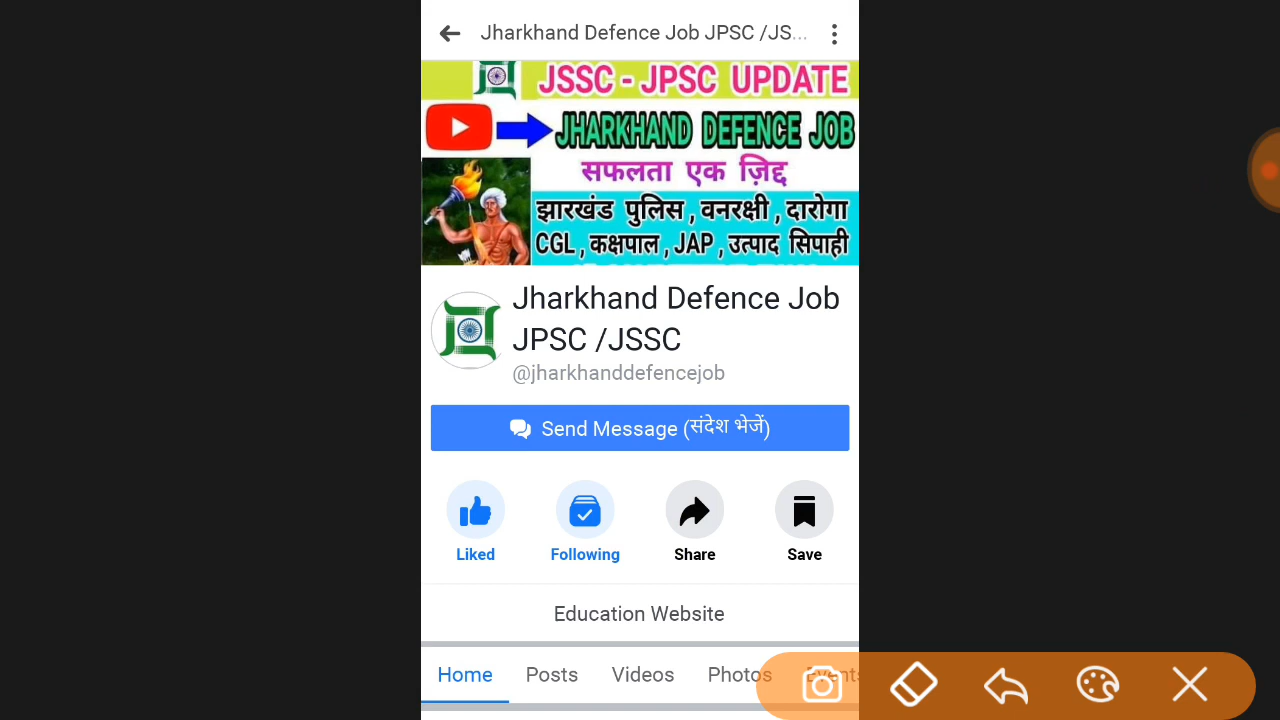 Jharkhand Defence Job JPSC /JS...
JSSC - JPSC UPDATE
JHARKHAND DEFENCE JOB
सफलता एक ज़िद्द
झारखंड पुलिस , वनरक्षी , दारोगा
CGL , कक्षपाल , JAP , उत्पाद सिपाही
Jharkhand Defence Job
JPSC /JSSC
@jharkhanddefencejob
Send Message (संदेश भेजें)
Liked Following Share Save
Education Website
Home Posts Videos Photos Events